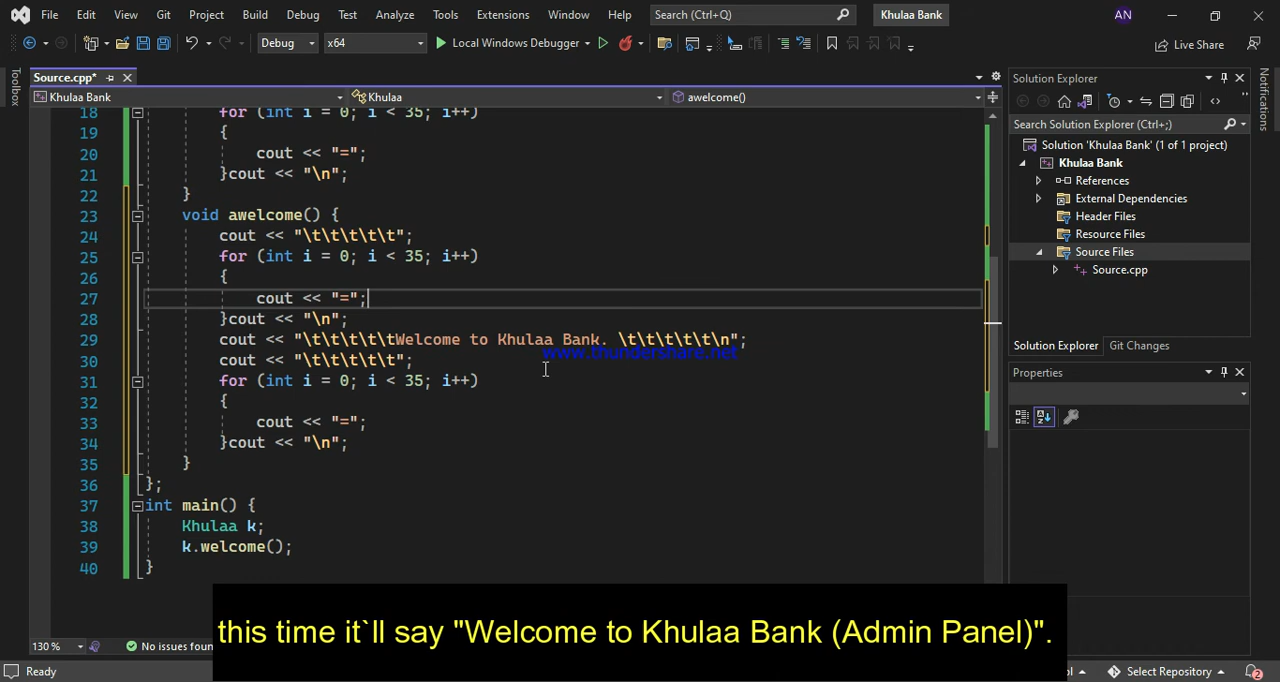 File Edit View Git Project Build Debug Test Analyze Tools Extensions Window Help Search (Ctrl+Q) Khulaa Bank AN
Debug x64 Local Windows Debugger Live Share
Toolbox
Source.cpp*
Khulaa Bank Khulaa awelcome()
18 for (int i = 0; i < 35; i++)
19 {
20 cout << "=";
21 }cout << "\n";
22 }
23 void awelcome() {
24 cout << "\t\t\t\t\t";
25 for (int i = 0; i < 35; i++)
26 {
27 cout << "=";
28 }cout << "\n";
29 cout << "\t\t\t\t\tWelcome to Khulaa Bank. \t\t\t\t\t\n";
30 cout << "\t\t\t\t\t";
31 for (int i = 0; i < 35; i++)
32 {
33 cout << "=";
34 }cout << "\n";
35 }
36 };
37 int main() {
38 Khulaa k;
39 k.welcome();
40 }
www.thundershare.net
this time it`ll say "Welcome to Khulaa Bank (Admin Panel)".
130 % No issues foun
Solution Explorer
Search Solution Explorer (Ctrl+;)
Solution 'Khulaa Bank' (1 of 1 project)
Khulaa Bank
References
External Dependencies
Header Files
Resource Files
Source Files
Source.cpp
Solution Explorer Git Changes
Properties
Notifications
Ready Select Repository 2